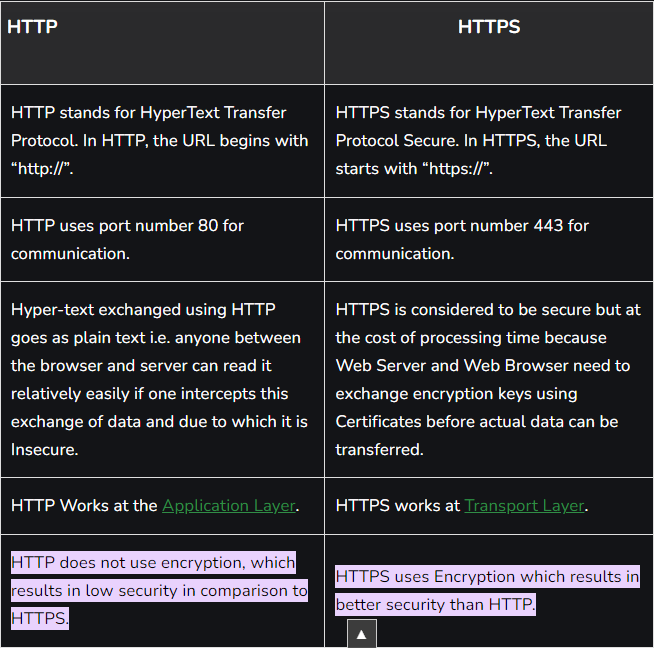 HTTP
HTTPS
HTTP stands for HyperText Transfer
Protocol. In HTTP, the URL begins with
“http://”.
HTTPS stands for HyperText Transfer
Protocol Secure. In HTTPS, the URL
starts with “https://”.
HTTP uses port number 80 for
communication.
HTTPS uses port number 443 for
communication.
Hyper-text exchanged using HTTP
goes as plain text i.e. anyone between
the browser and server can read it
relatively easily if one intercepts this
exchange of data and due to which it is
Insecure.
HTTPS is considered to be secure but at
the cost of processing time because
Web Server and Web Browser need to
exchange encryption keys using
Certificates before actual data can be
transferred.
HTTP Works at the Application Layer.
HTTPS works at Transport Layer.
HTTP does not use encryption, which
results in low security in comparison to
HTTPS.
HTTPS uses Encryption which results in
better security than HTTP.